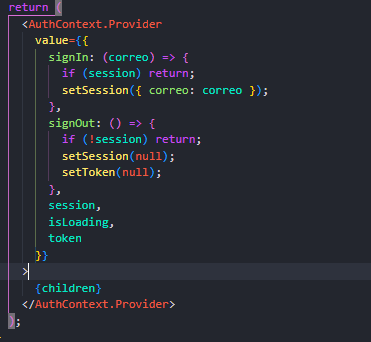 return (
<AuthContext.Provider
value={{
signIn: (correo) => {
if (session) return;
setSession({ correo: correo });
},
signOut: () => {
if (!session) return;
setSession(null);
setToken(null);
},
session,
isLoading,
token
}}
>
{children}
</AuthContext.Provider>
);